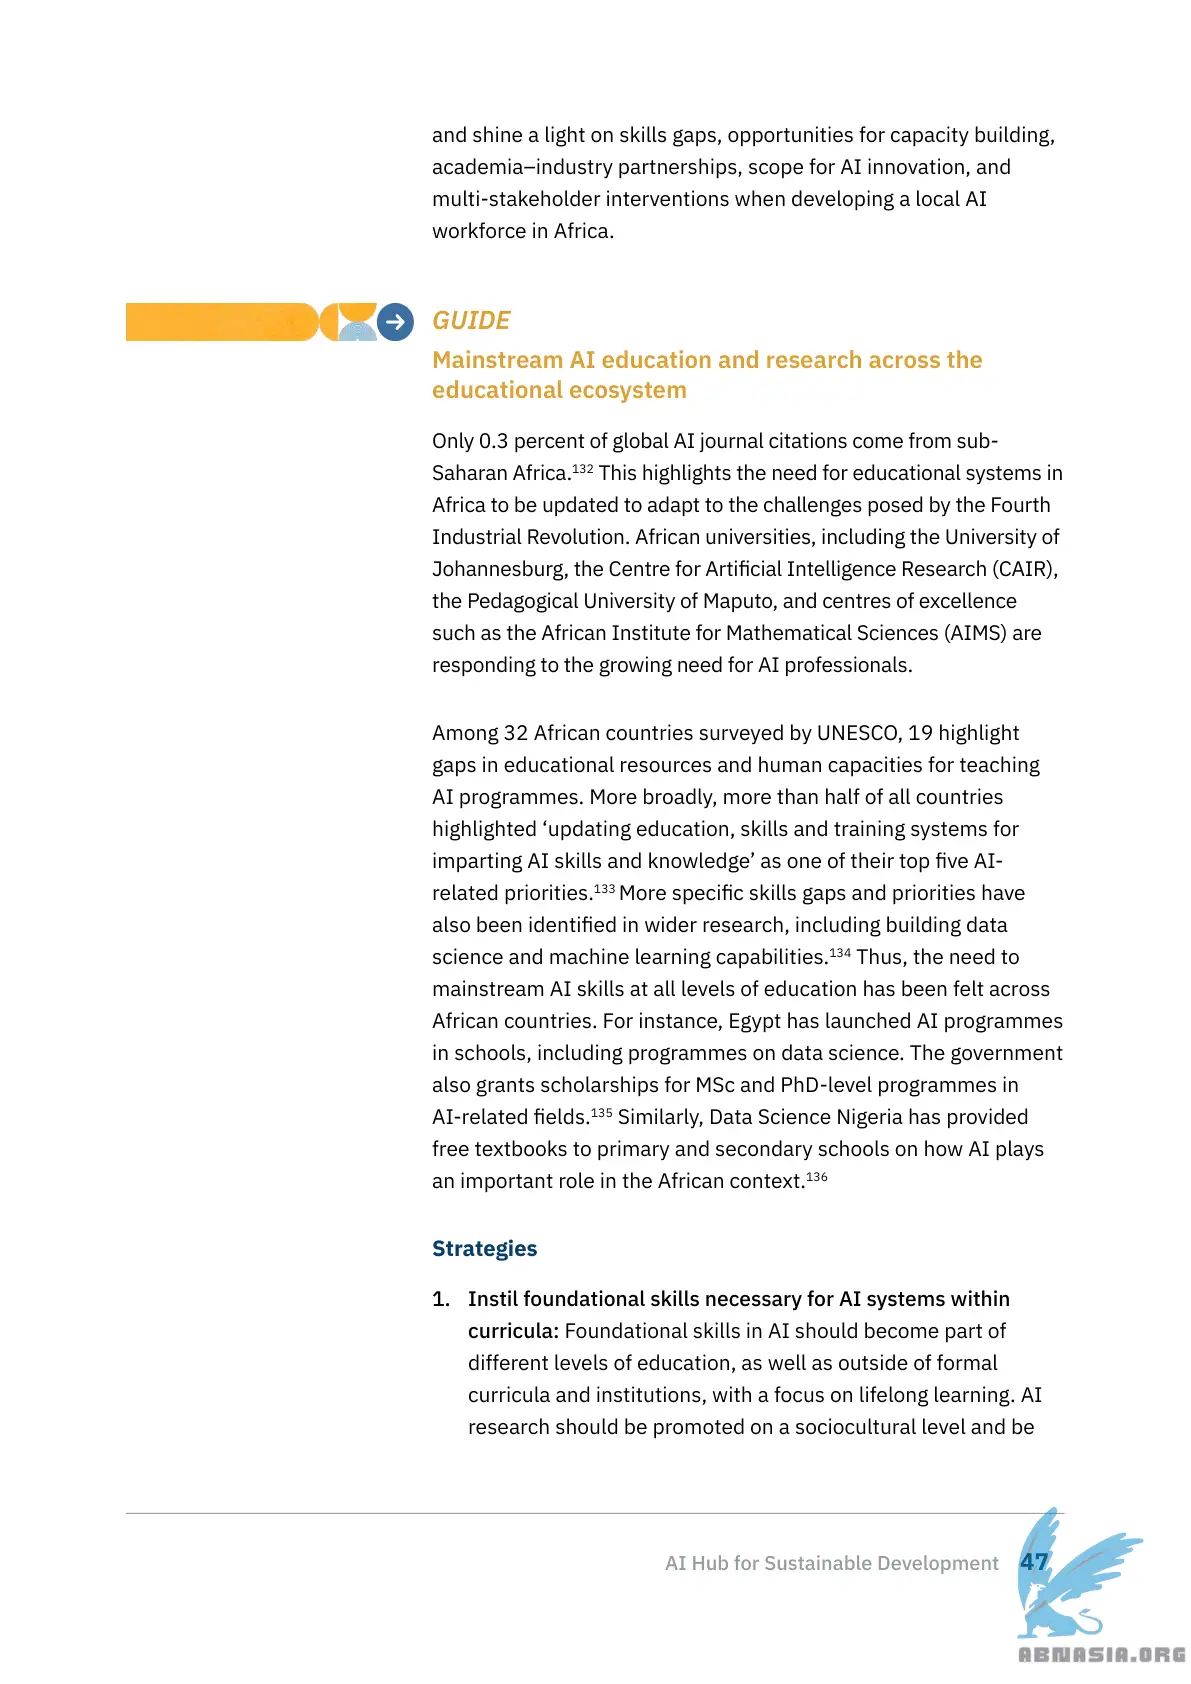 and shine a light on skills gaps, opportunities for capacity building,
academia–industry partnerships, scope for AI innovation, and
multi-stakeholder interventions when developing a local AI
workforce in Africa.
GUIDE
Mainstream AI education and research across the
educational ecosystem
Only 0.3 percent of global AI journal citations come from sub-
Saharan Africa.132 This highlights the need for educational systems in
Africa to be updated to adapt to the challenges posed by the Fourth
Industrial Revolution. African universities, including the University of
Johannesburg, the Centre for Artificial Intelligence Research (CAIR),
the Pedagogical University of Maputo, and centres of excellence
such as the African Institute for Mathematical Sciences (AIMS) are
responding to the growing need for AI professionals.
Among 32 African countries surveyed by UNESCO, 19 highlight
gaps in educational resources and human capacities for teaching
AI programmes. More broadly, more than half of all countries
highlighted ‘updating education, skills and training systems for
imparting AI skills and knowledge’ as one of their top five AI-
related priorities.133 More specific skills gaps and priorities have
also been identified in wider research, including building data
science and machine learning capabilities.134 Thus, the need to
mainstream AI skills at all levels of education has been felt across
African countries. For instance, Egypt has launched AI programmes
in schools, including programmes on data science. The government
also grants scholarships for MSc and PhD-level programmes in
AI-related fields.135 Similarly, Data Science Nigeria has provided
free textbooks to primary and secondary schools on how AI plays
an important role in the African context.136
Strategies
1. Instil foundational skills necessary for AI systems within
curricula: Foundational skills in AI should become part of
different levels of education, as well as outside of formal
curricula and institutions, with a focus on lifelong learning. AI
research should be promoted on a sociocultural level and be
AI Hub for Sustainable Development 47
ABNASIA.ORG